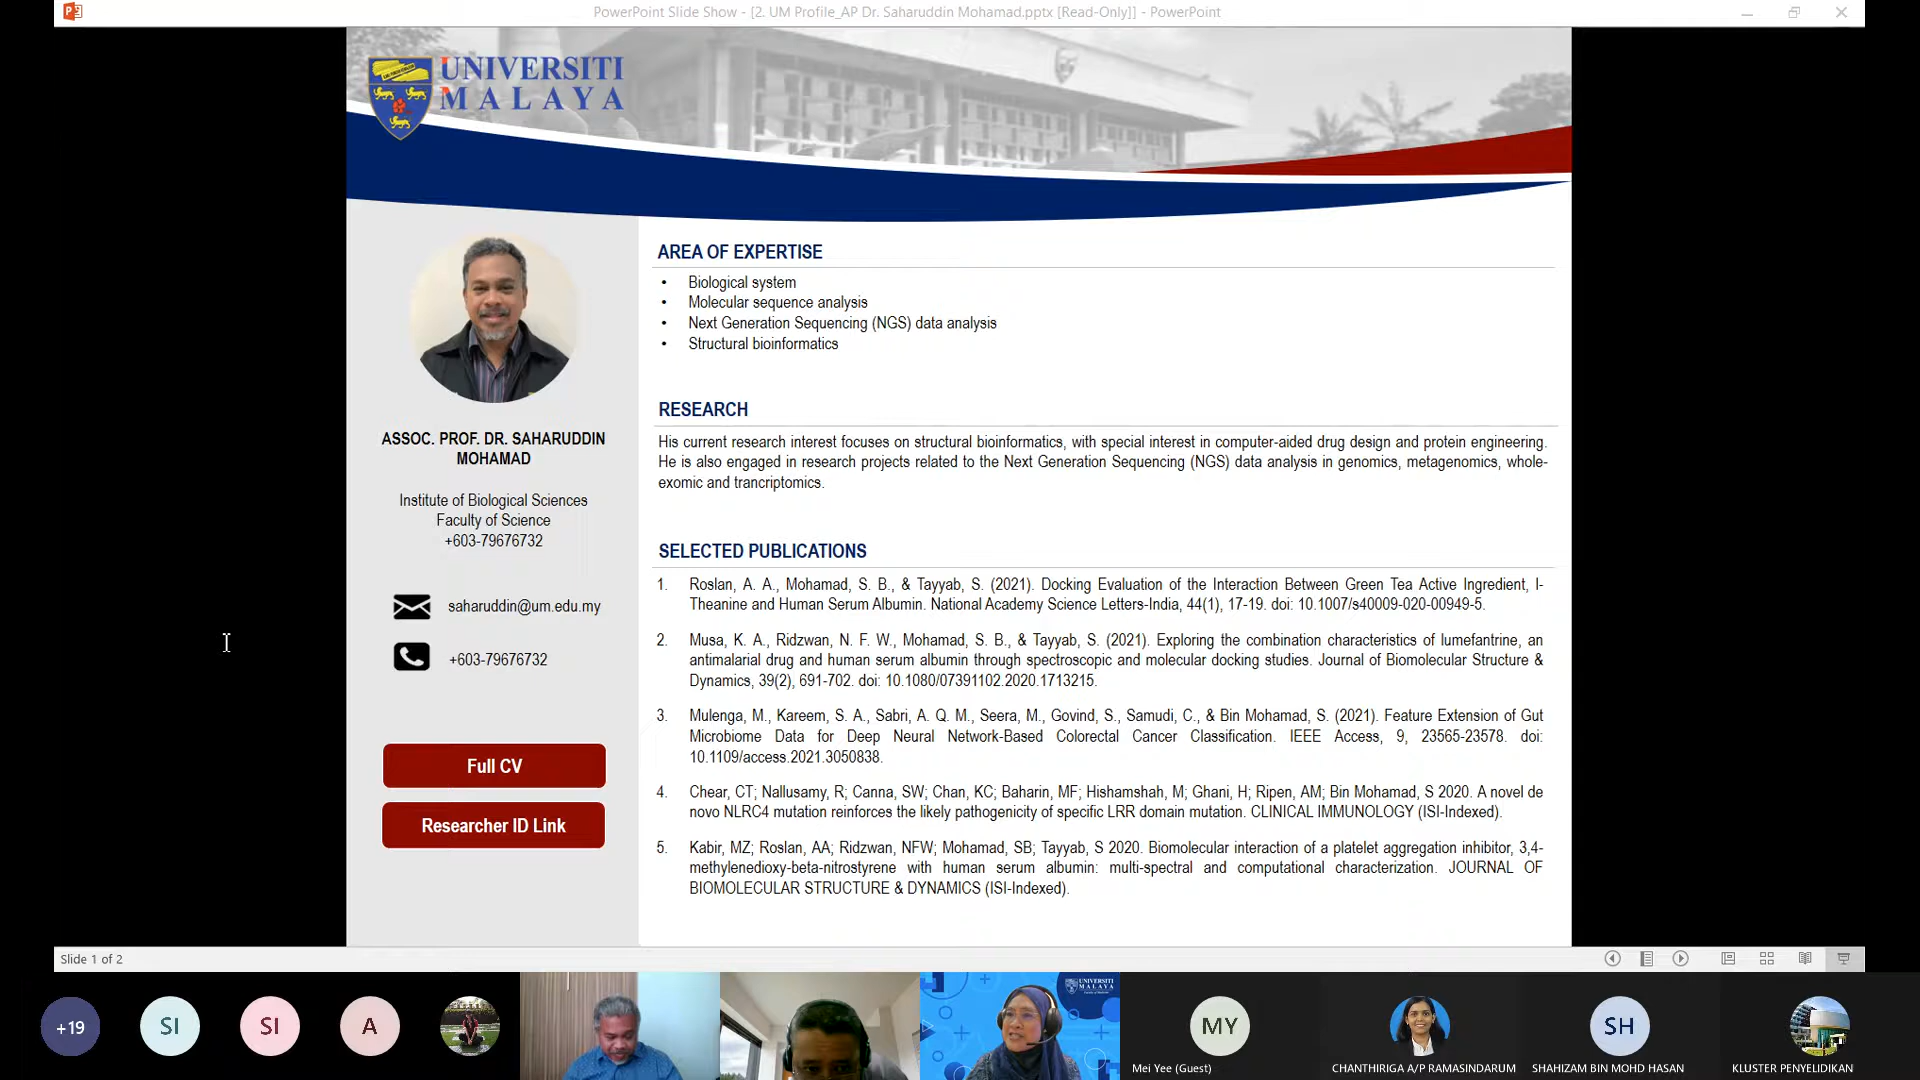 PowerPoint Slide Show - [2. UM Profile_AP Dr. Saharuddin Mohamad.pptx [Read-Only]] - PowerPoint
UNIVERSITI
MALAYA
ASSOC. PROF. DR. SAHARUDDIN
MOHAMAD
Institute of Biological Sciences
Faculty of Science
+603-79676732
saharuddin@um.edu.my
+603-79676732
Full CV
Researcher ID Link
AREA OF EXPERTISE
• Biological system
• Molecular sequence analysis
• Next Generation Sequencing (NGS) data analysis
• Structural bioinformatics
RESEARCH
His current research interest focuses on structural bioinformatics, with special interest in computer-aided drug design and protein engineering.
He is also engaged in research projects related to the Next Generation Sequencing (NGS) data analysis in genomics, metagenomics, whole-
exomic and trancriptomics.
SELECTED PUBLICATIONS
1. Roslan, A. A., Mohamad, S. B., & Tayyab, S. (2021). Docking Evaluation of the Interaction Between Green Tea Active Ingredient, l-
Theanine and Human Serum Albumin. National Academy Science Letters-India, 44(1), 17-19. doi: 10.1007/s40009-020-00949-5.
2. Musa, K. A., Ridzwan, N. F. W., Mohamad, S. B., & Tayyab, S. (2021). Exploring the combination characteristics of lumefantrine, an
antimalarial drug and human serum albumin through spectroscopic and molecular docking studies. Journal of Biomolecular Structure &
Dynamics, 39(2), 691-702. doi: 10.1080/07391102.2020.1713215.
3. Mulenga, M., Kareem, S. A., Sabri, A. Q. M., Seera, M., Govind, S., Samudi, C., & Bin Mohamad, S. (2021). Feature Extension of Gut
Microbiome Data for Deep Neural Network-Based Colorectal Cancer Classification. IEEE Access, 9, 23565-23578. doi:
10.1109/access.2021.3050838.
4. Chear, CT; Nallusamy, R; Canna, SW; Chan, KC; Baharin, MF; Hishamshah, M; Ghani, H; Ripen, AM; Bin Mohamad, S 2020. A novel de
novo NLRC4 mutation reinforces the likely pathogenicity of specific LRR domain mutation. CLINICAL IMMUNOLOGY (ISI-Indexed).
5. Kabir, MZ; Roslan, AA; Ridzwan, NFW; Mohamad, SB; Tayyab, S 2020. Biomolecular interaction of a platelet aggregation inhibitor, 3,4-
methylenedioxy-beta-nitrostyrene with human serum albumin: multi-spectral and computational characterization. JOURNAL OF
BIOMOLECULAR STRUCTURE & DYNAMICS (ISI-Indexed).
Slide 1 of 2
+19
SI
SI
A
UNIVERSITI
MALAYA
MY
Mei Yee (Guest)
CHANTHIRIGA A/P RAMASINDARUM
SH
SHAHIZAM BIN MOHD HASAN
KLUSTER PENYELIDIKAN